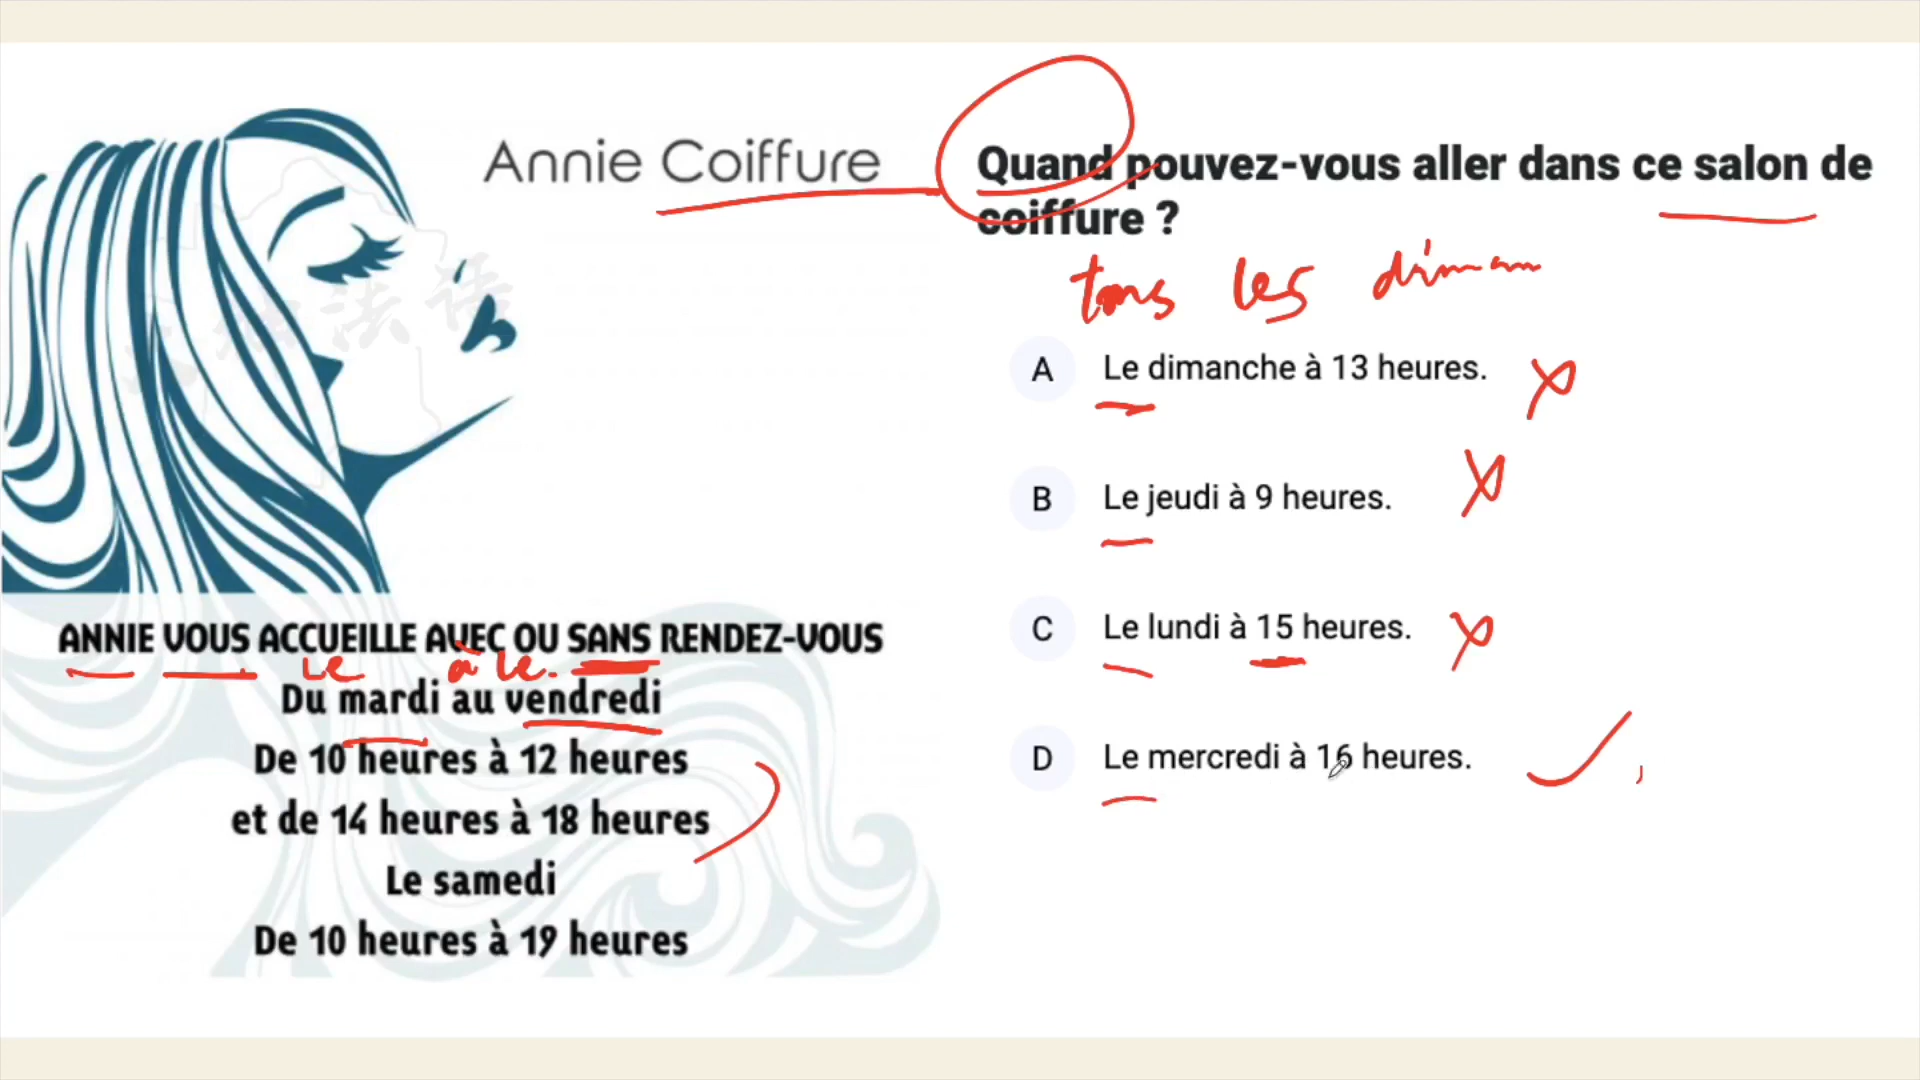 Annie Coiffure
ANNIE VOUS ACCUEILLE AVEC OU SANS RENDEZ-VOUS
Le à le.
Du mardi au vendredi
De 10 heures à 12 heures
et de 14 heures à 18 heures
Le samedi
De 10 heures à 19 heures
Quand pouvez-vous aller dans ce salon de
coiffure ?
tous les diman
A Le dimanche à 13 heures.
B Le jeudi à 9 heures.
C Le lundi à 15 heures.
D Le mercredi à 16 heures.
法语